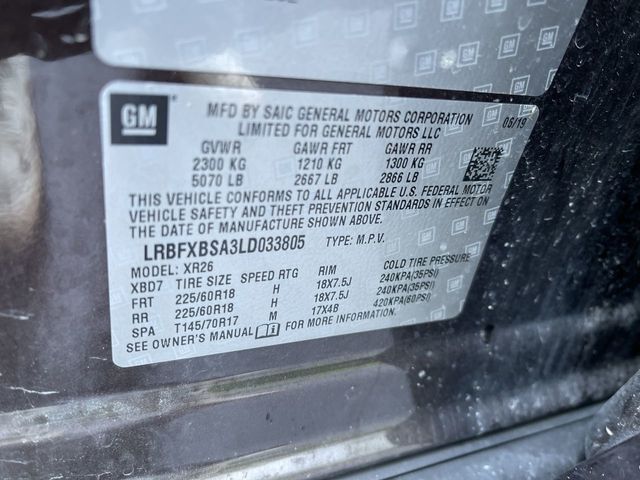 GM
MFD BY SAIC GENERAL MOTORS CORPORATION
LIMITED FOR GENERAL MOTORS LLC
06/19
GVWR GAWR FRT GAWR RR
2300 KG 1210 KG 1300 KG
5070 LB 2667 LB 2866 LB
THIS VEHICLE CONFORMS TO ALL APPLICABLE U.S. FEDERAL MOTOR
VEHICLE SAFETY AND THEFT PREVENTION STANDARDS IN EFFECT ON
THE DATE OF MANUFACTURE SHOWN ABOVE.
LRBFXBSA3LD033805 TYPE: M.P.V.
MODEL: XR26
XBD7 TIRE SIZE SPEED RTG RIM COLD TIRE PRESSURE
FRT 225/60R18 H 18X7.5J 240KPA(35PSI)
RR 225/60R18 H 18X7.5J 240KPA(35PSI)
SPA T145/70R17 M 17X4B 420KPA(60PSI)
SEE OWNER'S MANUAL FOR MORE INFORMATION.